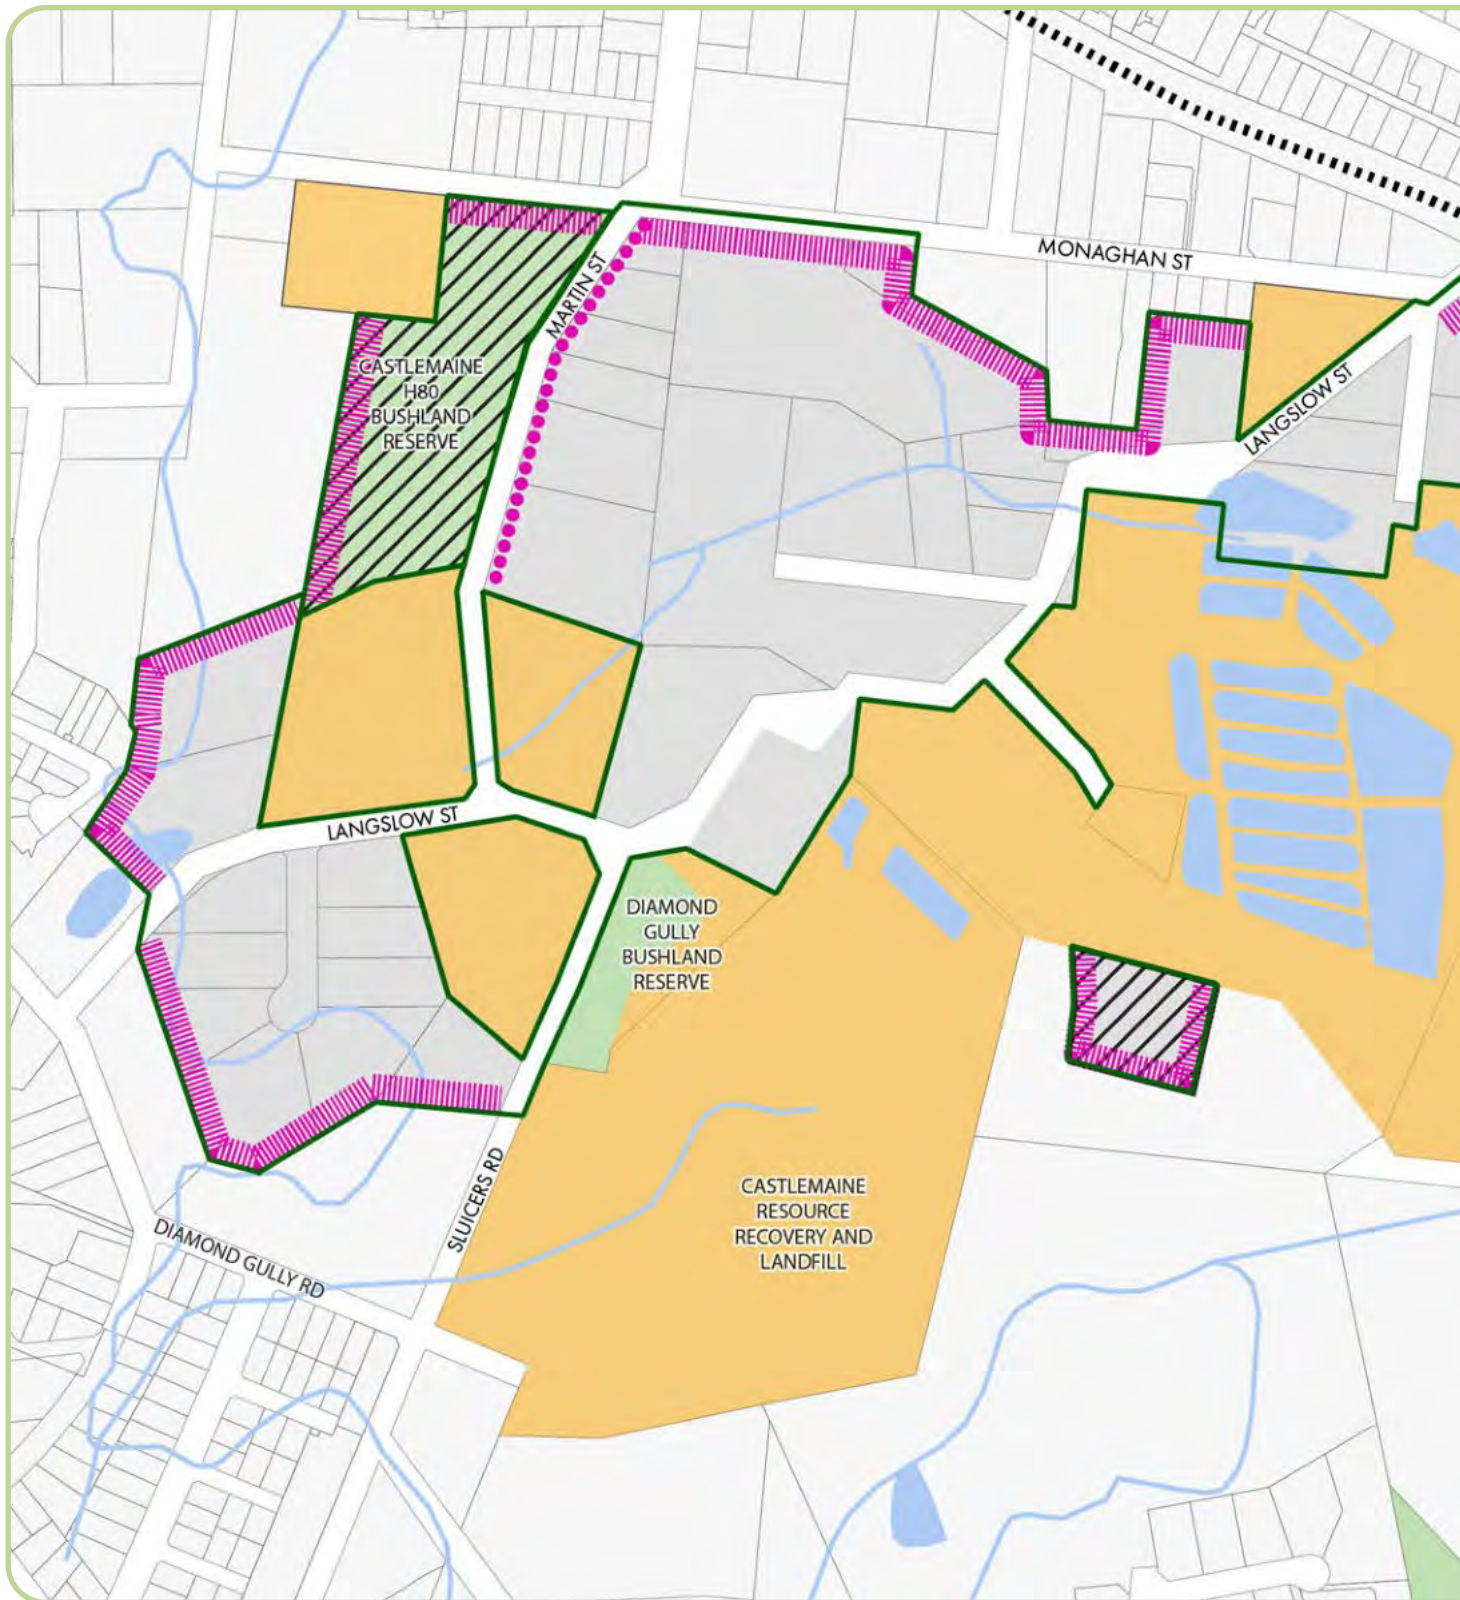 MONAGHAN ST
MARTIN ST
CASTLEMAINE
H80
BUSHLAND
RESERVE
LANGSLOW ST
LANGSLOW ST
DIAMOND
GULLY
BUSHLAND
RESERVE
SLUICERS RD
CASTLEMAINE
RESOURCE
RECOVERY AND
LANDFILL
DIAMOND GULLY RD